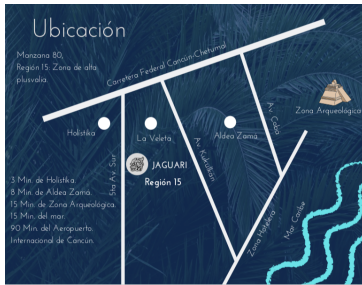 Ubicación
Manzana 80,
Región 15. Zona de alta
plusvalía.
Carretera Federal Cancún-Chetumal
Zona Arqueológica
Holistika
La Veleta
Aldea Zamá
Av. Coba
Av. Kukulkán
5ta Av. Sur
JAGUARI
Región 15
3 Min. de Holistika.
8 Min. de Aldea Zamá.
15 Min. de Zona Arqueológica.
15 Min. del mar.
90 Min. del Aeropuerto.
Internacional de Cancún.
Zona Hotelera
Mar Caribe